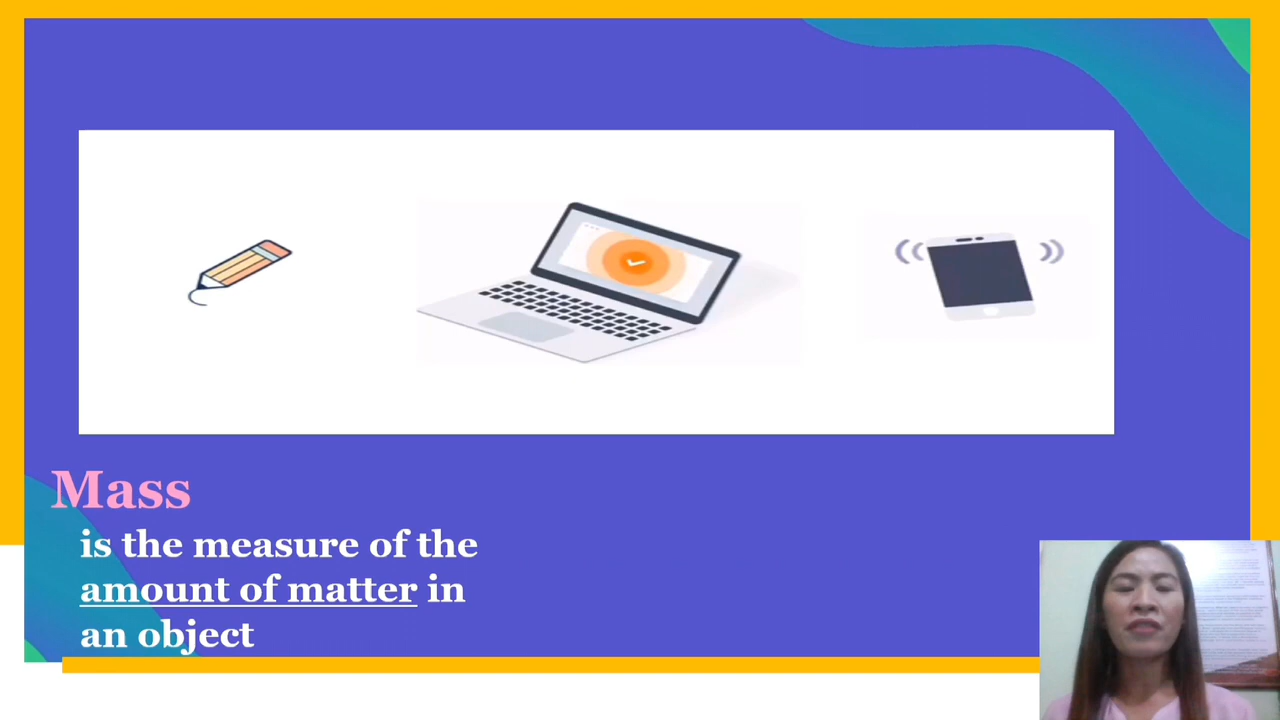 Mass
is the measure of the
amount of matter in
an object